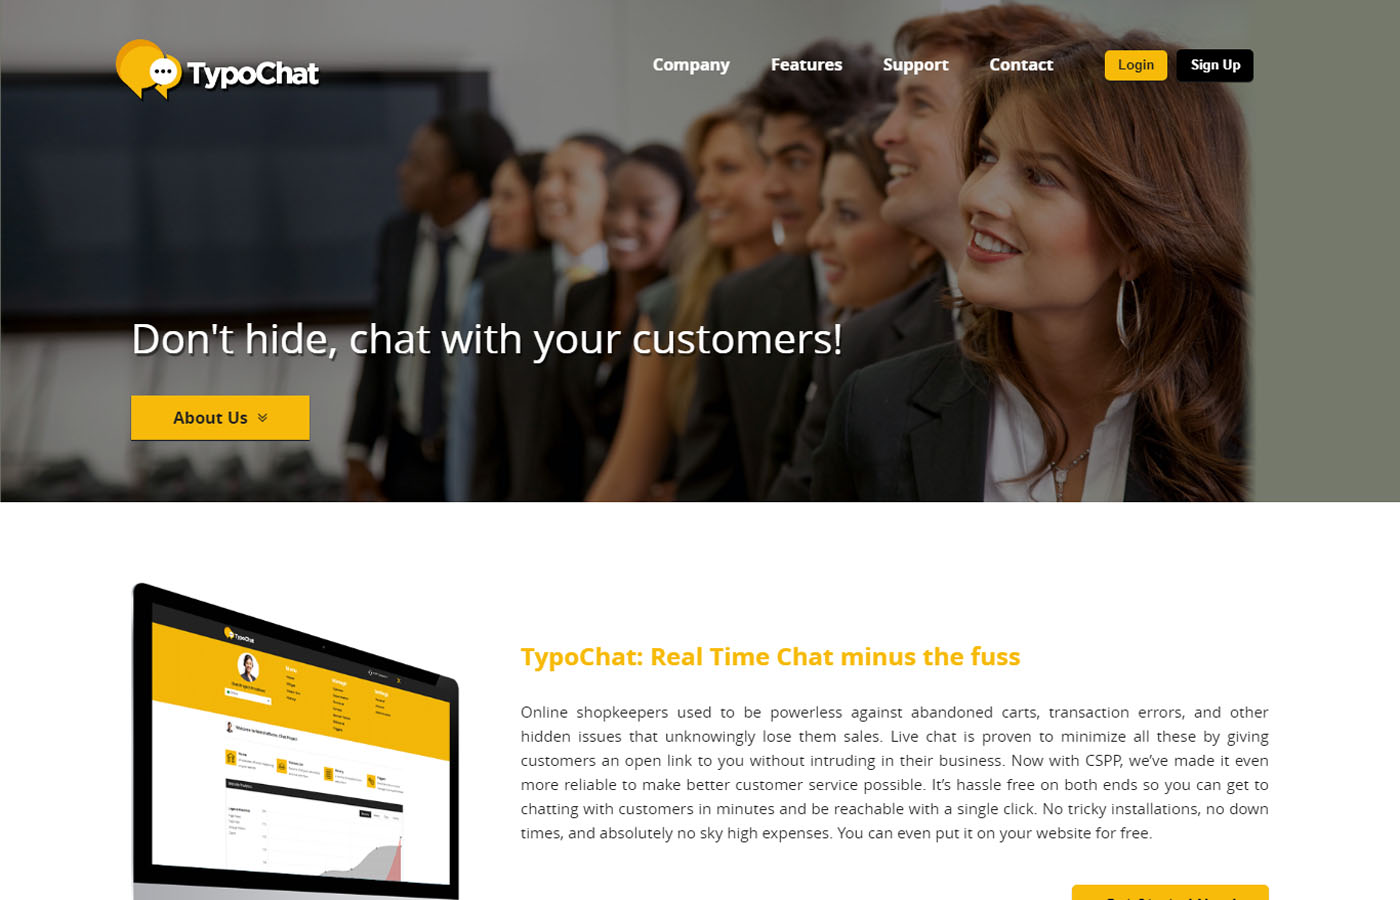 TypoChat
Company Features Support Contact Login Sign Up
Don't hide, chat with your customers!
About Us
TypoChat
TypoChat: Real Time Chat minus the fuss
Online shopkeepers used to be powerless against abandoned carts, transaction errors, and other
hidden issues that unknowingly lose them sales. Live chat is proven to minimize all these by giving
customers an open link to you without intruding in their business. Now with CSPP, we’ve made it even
more reliable to make better customer service possible. It’s hassle free on both ends so you can get to
chatting with customers in minutes and be reachable with a single click. No tricky installations, no down
times, and absolutely no sky high expenses. You can even put it on your website for free.